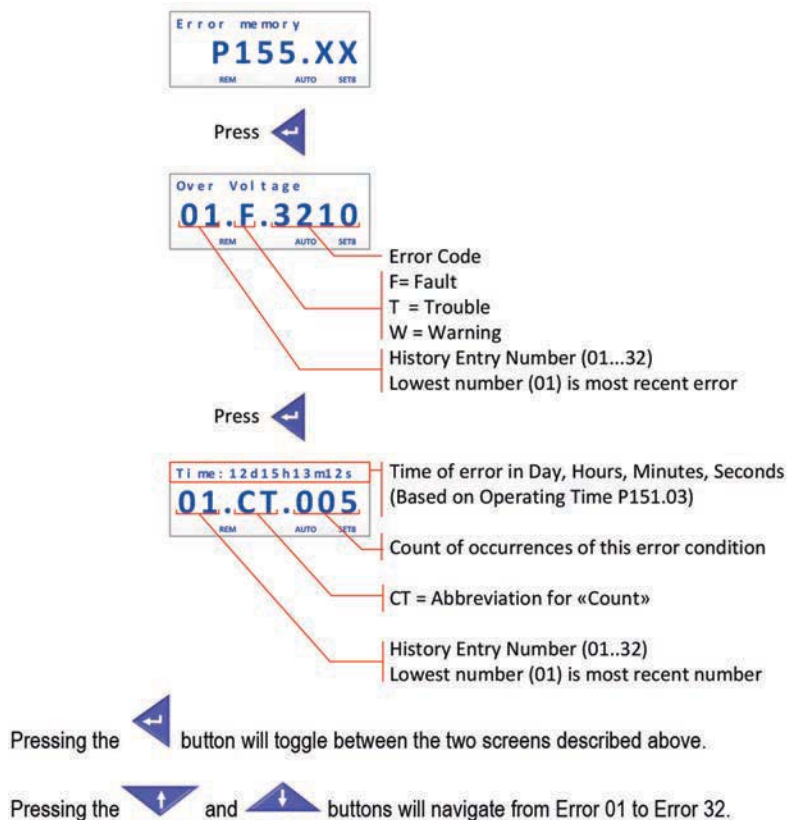 Error memory
P155.XX
REM AUTO SET8
Press
Over Voltage
01.F.3210
REM AUTO SET8
Error Code
F= Fault
T = Trouble
W = Warning
History Entry Number (01...32)
Lowest number (01) is most recent error
Press
Time: 12d15h13m12s
Time of error in Day, Hours, Minutes, Seconds
(Based on Operating Time P151.03)
01.CT.005
REM AUTO SET8
Count of occurrences of this error condition
CT = Abbreviation for «Count»
History Entry Number (01..32)
Lowest number (01) is most recent number
Pressing the button will toggle between the two screens described above.
Pressing the and buttons will navigate from Error 01 to Error 32.